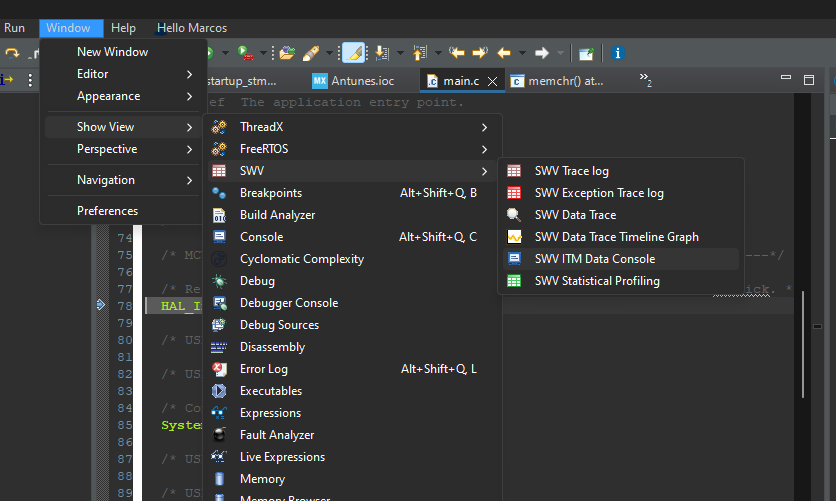 Run Window Help Hello Marcos
New Window
Editor
Appearance
Show View
Perspective
Navigation
Preferences
startup_stm...
MX Antunes.ioc
main.c
memchr() at...
2
ef The application entry point.
ThreadX
FreeRTOS
SWV
Breakpoints Alt+Shift+Q, B
Build Analyzer
Console Alt+Shift+Q, C
Cyclomatic Complexity
Debug
Debugger Console
Debug Sources
Disassembly
Error Log Alt+Shift+Q, L
Executables
Expressions
Fault Analyzer
Live Expressions
Memory
Memory Browser
SWV Trace log
SWV Exception Trace log
SWV Data Trace
SWV Data Trace Timeline Graph
SWV ITM Data Console
SWV Statistical Profiling
74
75 /* MC --*/
76
77 /* Re ick. *
78 HAL_I
79
80 /* US
81
82 /* US
83
84 /* Co
85 System
86
87 /* US
88
89 /* US